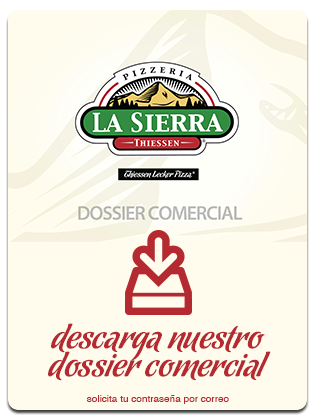 PIZZERIA
LA SIERRA
THIESSEN
Thiessen Lecker Pizza®
DOSSIER COMERCIAL
descarga nuestro
dossier comercial
solicita tu contraseña por correo